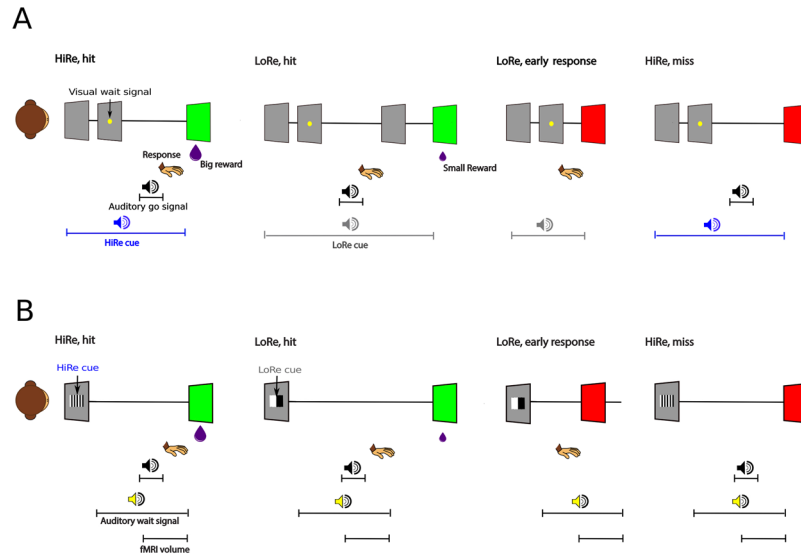 A
HiRe, hit
LoRe, hit
LoRe, early response
HiRe, miss
Visual wait signal
Response
Big reward
Small Reward
Auditory go signal
HiRe cue
LoRe cue
B
HiRe, hit
LoRe, hit
LoRe, early response
HiRe, miss
HiRe cue
LoRe cue
Auditory wait signal
fMRI volume